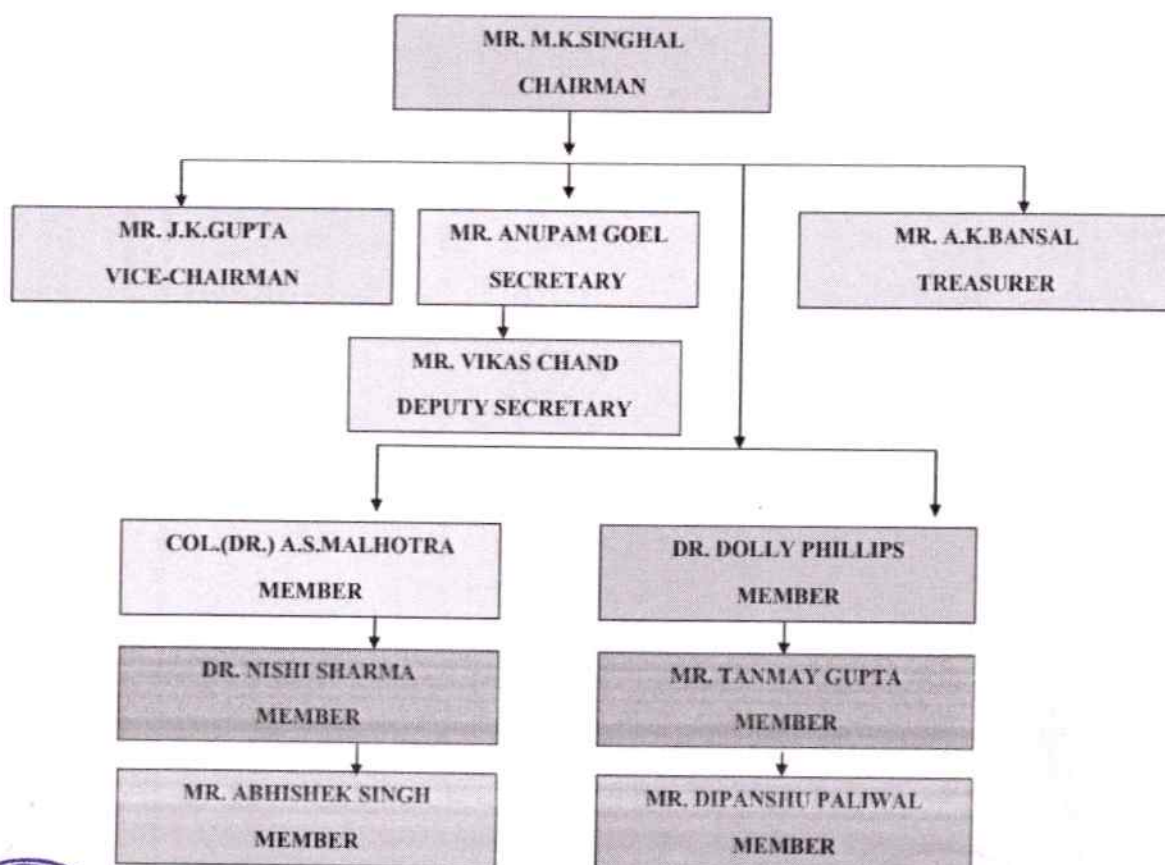 MR. M.K.SINGHAL
CHAIRMAN
MR. J.K.GUPTA
VICE-CHAIRMAN
MR. ANUPAM GOEL
SECRETARY
MR. A.K.BANSAL
TREASURER
MR. VIKAS CHAND
DEPUTY SECRETARY
COL.(DR.) A.S.MALHOTRA
MEMBER
DR. DOLLY PHILLIPS
MEMBER
DR. NISHI SHARMA
MEMBER
MR. TANMAY GUPTA
MEMBER
MR. ABHISHEK SINGH
MEMBER
MR. DIPANSHU PALIWAL
MEMBER